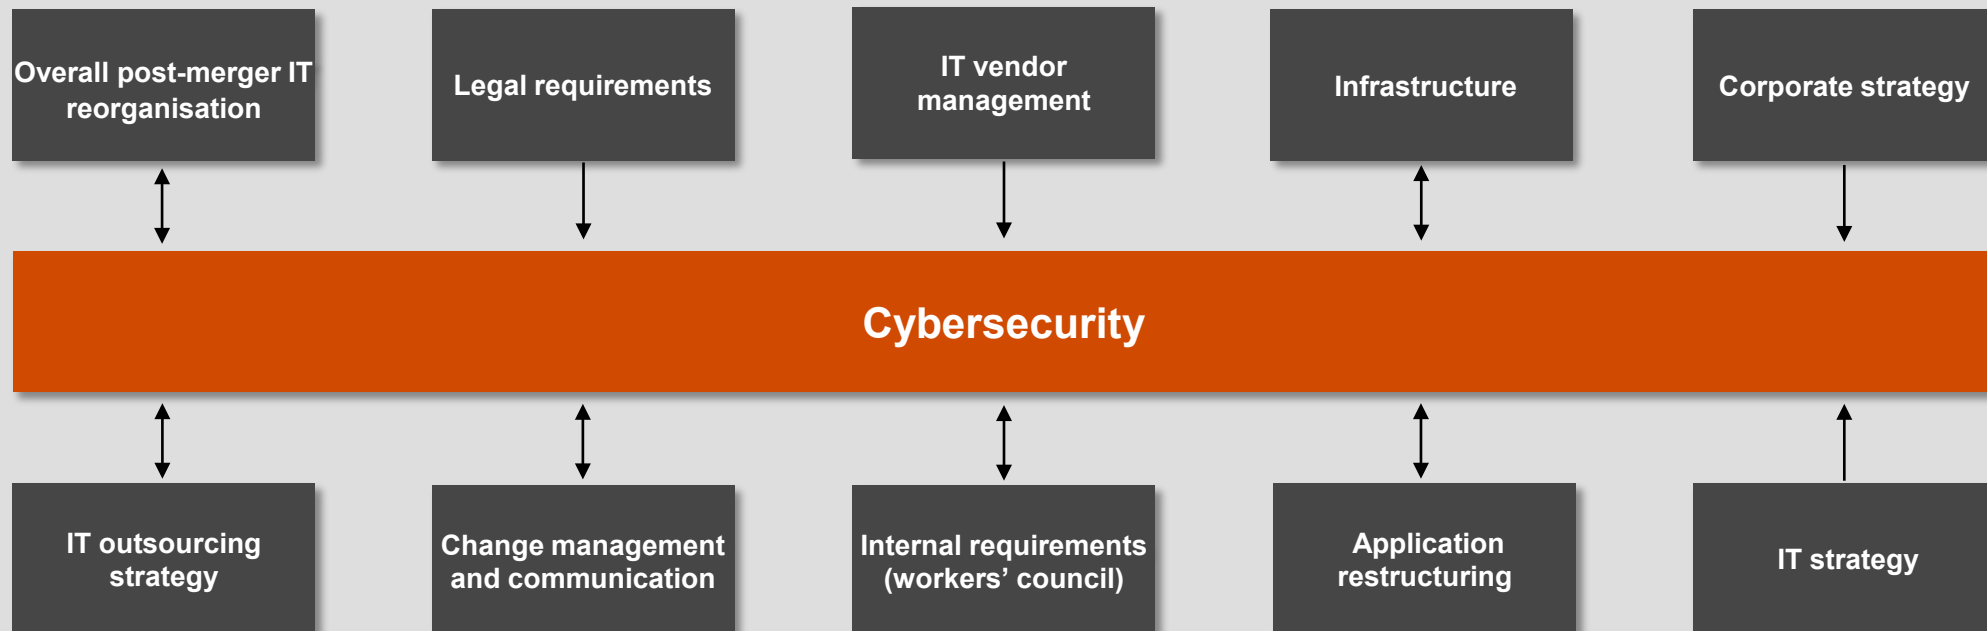 Overall post-merger IT
reorganisation
Legal requirements
IT vendor
management
Infrastructure
Corporate strategy
Cybersecurity
IT outsourcing
strategy
Change management
and communication
Internal requirements
(workers’ council)
Application
restructuring
IT strategy